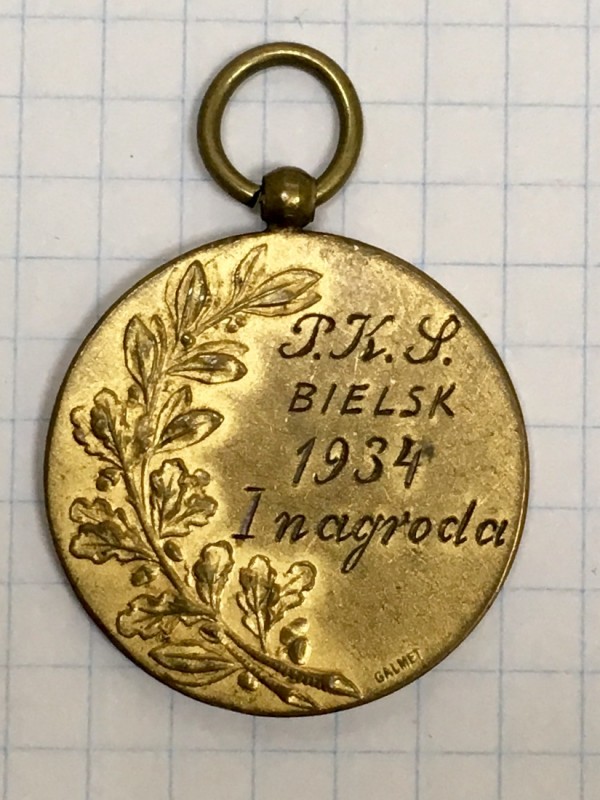 P.K.S.
BIELSK
1934
I nagroda
GALMET